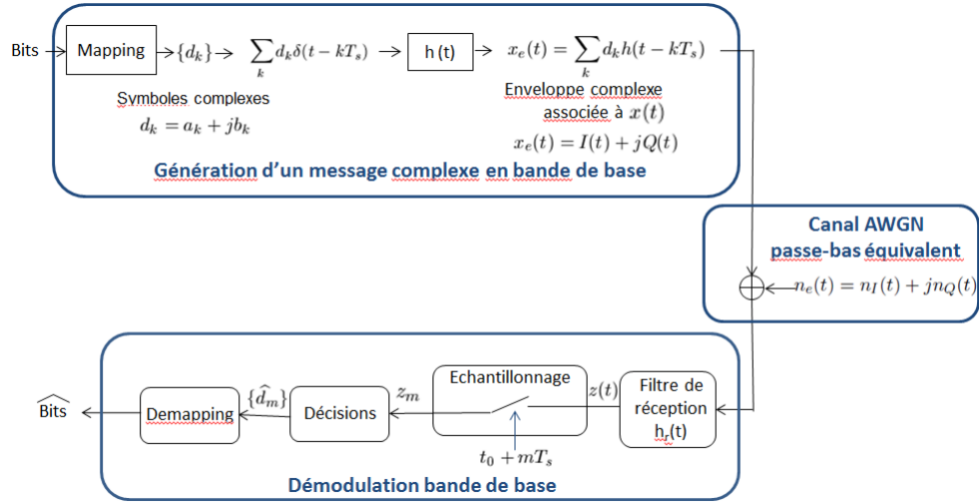 Bits
Mapping
{d_k}
∑_k d_k δ(t − kT_s)
h(t)
x_e(t) = ∑_k d_k h(t − kT_s)
Symboles complexes
d_k = a_k + jb_k
Enveloppe complexe
associée à x(t)
x_e(t) = I(t) + jQ(t)
Génération d'un message complexe en bande de base
Canal AWGN
passe-bas équivalent
n_e(t) = n_I(t) + jn_Q(t)
Bits
Demapping
{d̂_m}
Décisions
z_m
Echantillonnage
t_0 + mT_s
z(t)
Filtre de
réception
h_r(t)
Démodulation bande de base